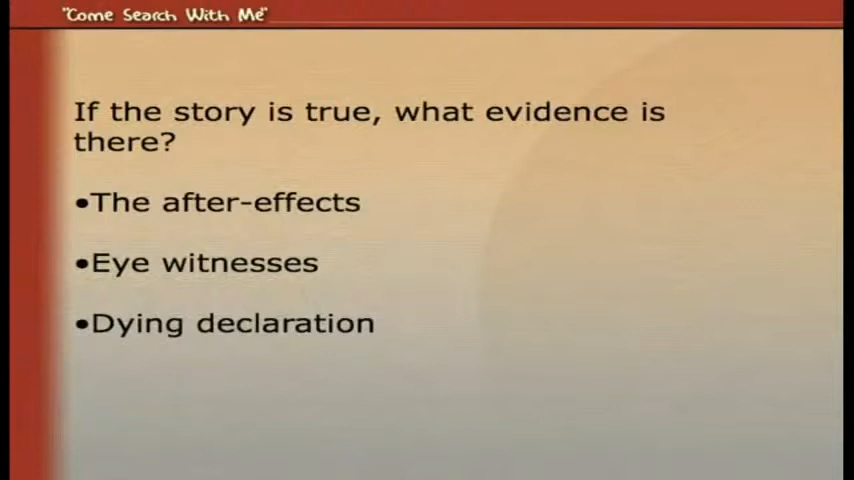 "Come Search With Me"
If the story is true, what evidence is
there?
•The after-effects
•Eye witnesses
•Dying declaration